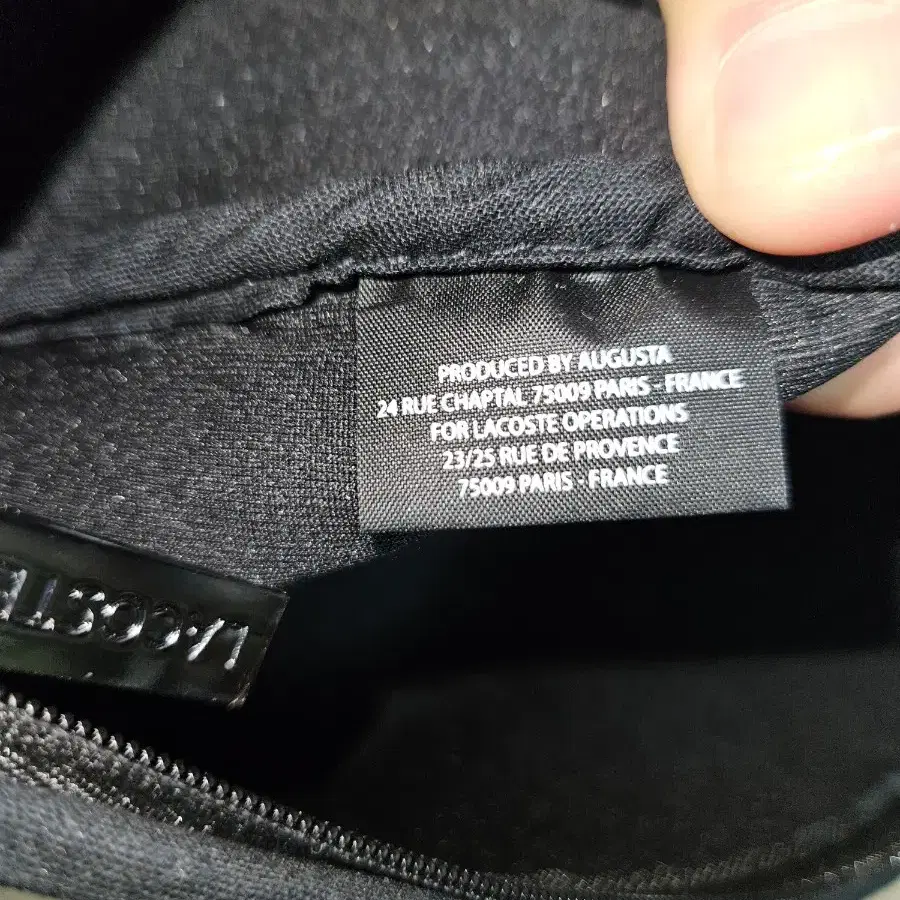 PRODUCED BY AUGUSTA
24 RUE CHAPTAL 75009 PARIS - FRANCE
FOR LACOSTE OPERATIONS
23/25 RUE DE PROVENCE
75009 PARIS - FRANCE
LACOSTE